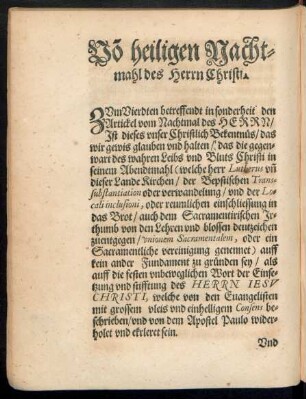 Vō heiligen Nacht-
mahl des Herrn Christi.
ZVm Vierdten betreffendt in sonderheit den
Artickel vom Nachtmal des HERRN/
Ist dieses vnser Christlich Bekentnüs/das
wir gewis glauben vnd halten/das die gegen-
wart des wahren Leibs vnd Bluts Christi in
seinem Abendtmahl (welche herr Lutherus vñ
dieser Lande Kirchen/der Bepstischen Trans-
substantiation oder verwandelung/vnd der Lo-
cali inclusioni, oder reumlichen einschliessung in
das Brot/auch dem Sacramentirischen Ir-
thumb von den Lehren vnd blossen deutzeichen
zuentgegen/vnionem Sacramentalem, oder ein
Sacramentliche vereinigung genennet) auff
kein ander Fundament zu gründen sey/als
auff die festen vnbeweglichen Wort der Einse-
tzung vnd stifftung des HERRN IESV
CHRISTI, welche von den Euangelisten
mit grossem vleis vnd einhelligem Consens be-
schrieben/vnd von dem Apostel Paulo wider-
holet vnd erkleret sein.
Vnd